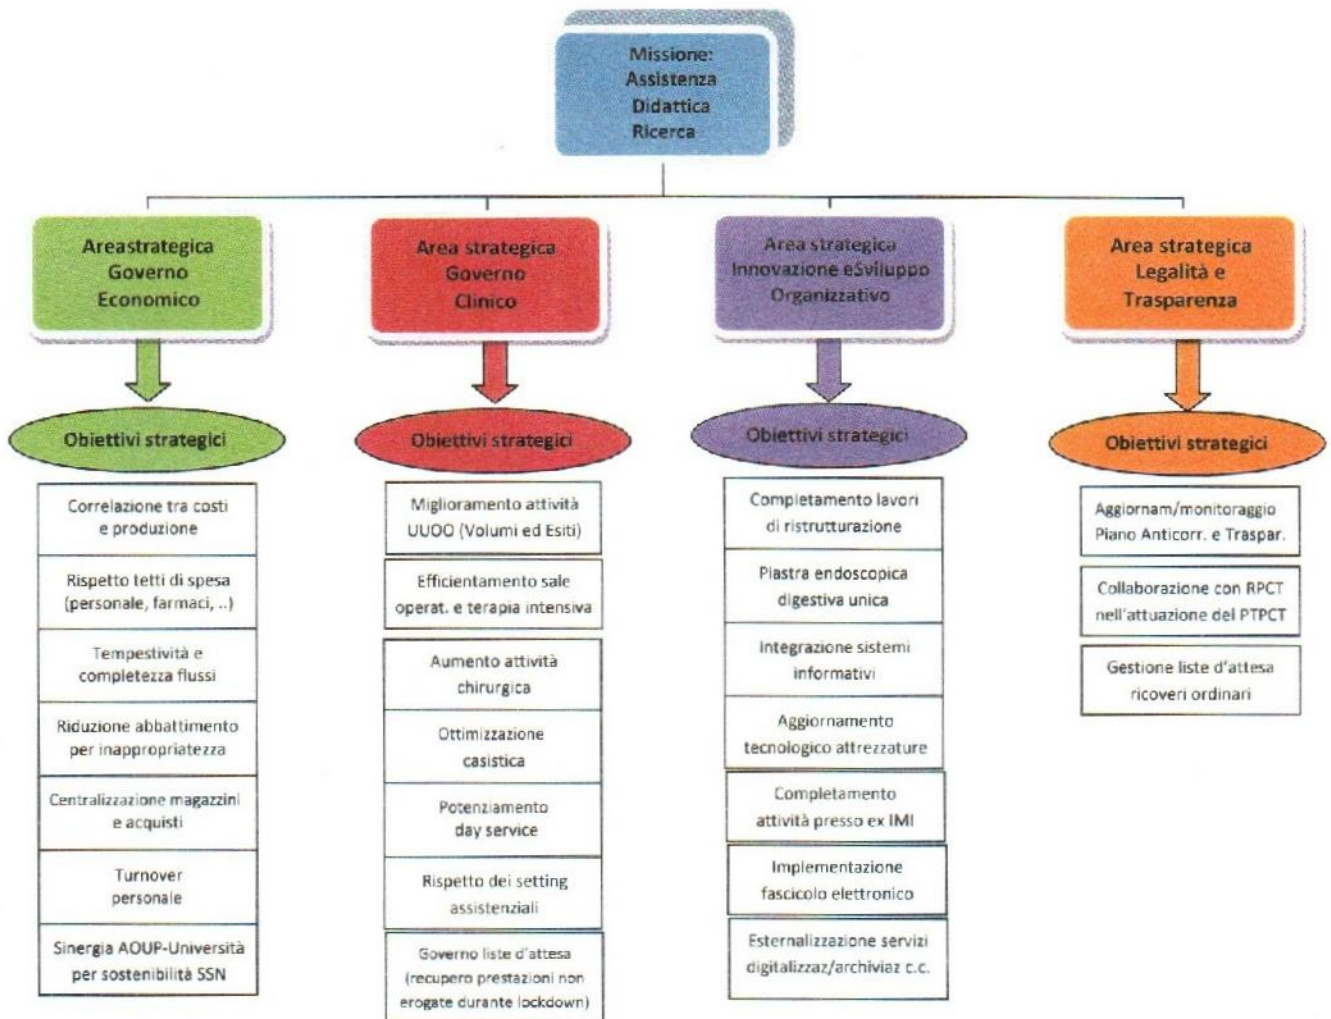 Missione:
Assistenza
Didattica
Ricerca
Areastrategica
Governo
Economico
Area strategica
Governo
Clinico
Area strategica
Innovazione eSviluppo
Organizzativo
Area strategica
Legalità e
Trasparenza
Obiettivi strategici
Obiettivi strategici
Obiettivi strategici
Obiettivi strategici
Correlazione tra costi
e produzione
Rispetto tetti di spesa
(personale, farmaci, ..)
Tempestività e
completezza flussi
Riduzione abbattimento
per inappropriatezza
Centralizzazione magazzini
e acquisti
Turnover
personale
Sinergia AOUP-Università
per sostenibilità SSN
Miglioramento attività
UUOO (Volumi ed Esiti)
Efficientamento sale
operat. e terapia intensiva
Aumento attività
chirurgica
Ottimizzazione
casistica
Potenziamento
day service
Rispetto dei setting
assistenziali
Governo liste d'attesa
(recupero prestazioni non
erogate durante lockdown)
Completamento lavori
di ristrutturazione
Piastra endoscopica
digestiva unica
Integrazione sistemi
informativi
Aggiornamento
tecnologico attrezzature
Completamento
attività presso ex IMI
Implementazione
fascicolo elettronico
Esternalizzazione servizi
digitalizzaz/archiviaz c.c.
Aggiornam/monitoraggio
Piano Anticorr. e Traspar.
Collaborazione con RPCT
nell'attuazione del PTPCT
Gestione liste d'attesa
ricoveri ordinari